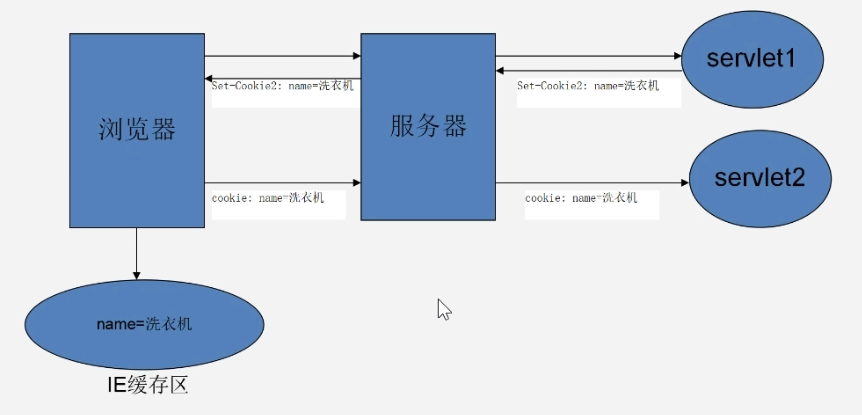 servlet1
Set-Cookie2: name=洗衣机
Set-Cookie2: name=洗衣机
浏览器
服务器
servlet2
cookie: name=洗衣机
cookie: name=洗衣机
name=洗衣机
IE缓存区